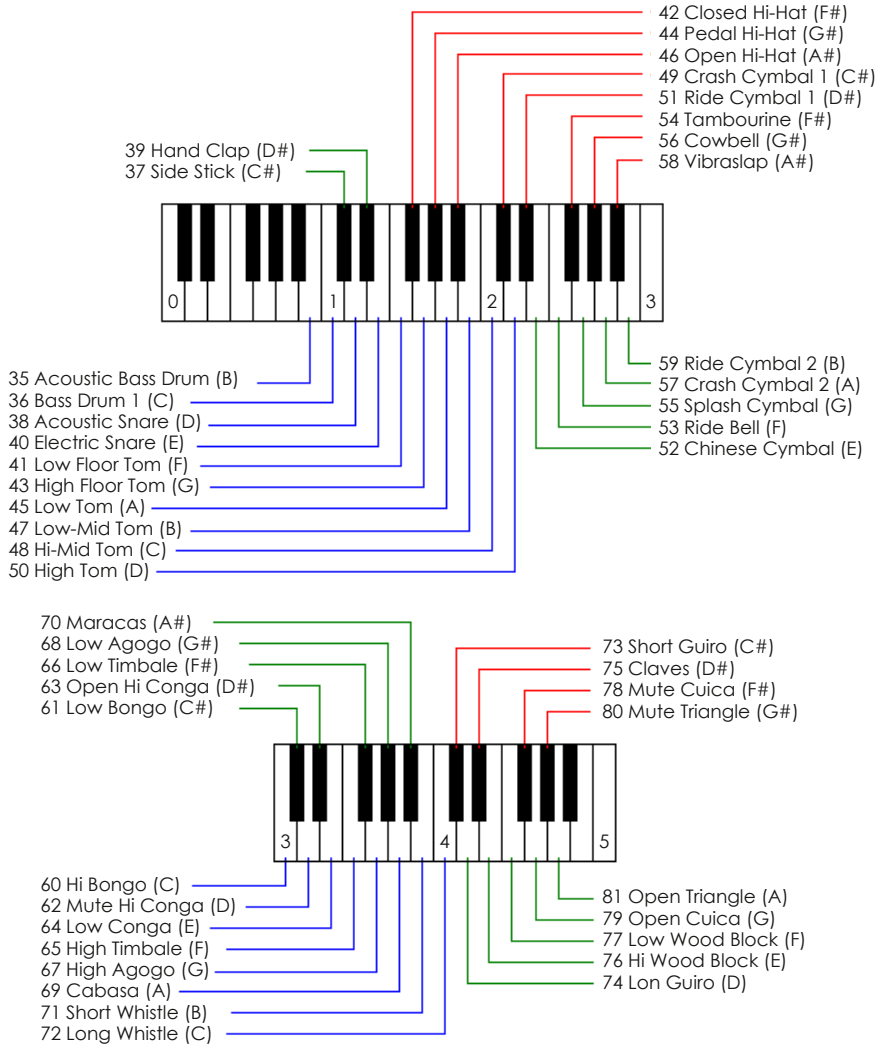 42 Closed Hi-Hat (F#)
44 Pedal Hi-Hat (G#)
46 Open Hi-Hat (A#)
49 Crash Cymbal 1 (C#)
51 Ride Cymbal 1 (D#)
54 Tambourine (F#)
56 Cowbell (G#)
58 Vibraslap (A#)
39 Hand Clap (D#)
37 Side Stick (C#)
0 1 2 3
35 Acoustic Bass Drum (B)
36 Bass Drum 1 (C)
38 Acoustic Snare (D)
40 Electric Snare (E)
41 Low Floor Tom (F)
43 High Floor Tom (G)
45 Low Tom (A)
47 Low-Mid Tom (B)
48 Hi-Mid Tom (C)
50 High Tom (D)
59 Ride Cymbal 2 (B)
57 Crash Cymbal 2 (A)
55 Splash Cymbal (G)
53 Ride Bell (F)
52 Chinese Cymbal (E)
70 Maracas (A#)
68 Low Agogo (G#)
66 Low Timbale (F#)
63 Open Hi Conga (D#)
61 Low Bongo (C#)
73 Short Guiro (C#)
75 Claves (D#)
78 Mute Cuica (F#)
80 Mute Triangle (G#)
3 4 5
60 Hi Bongo (C)
62 Mute Hi Conga (D)
64 Low Conga (E)
65 High Timbale (F)
67 High Agogo (G)
69 Cabasa (A)
71 Short Whistle (B)
72 Long Whistle (C)
81 Open Triangle (A)
79 Open Cuica (G)
77 Low Wood Block (F)
76 Hi Wood Block (E)
74 Lon Guiro (D)